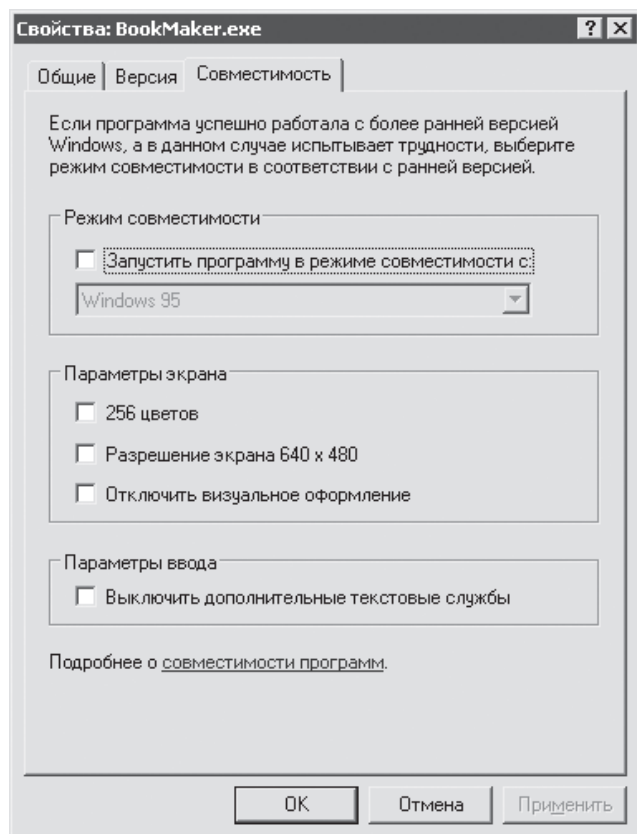 Свойства: BookMaker.exe
Общие Версия Совместимость
Если программа успешно работала с более ранней версией
Windows, а в данном случае испытывает трудности, выберите
режим совместимости в соответствии с ранней версией.
Режим совместимости
Запустить программу в режиме совместимости с:
Windows 95
Параметры экрана
256 цветов
Разрешение экрана 640 x 480
Отключить визуальное оформление
Параметры ввода
Выключить дополнительные текстовые службы
Подробнее о совместимости программ.
OK Отмена Применить